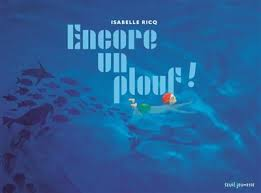 ISABELLE RICQ
Encore
un
plouf!
seuil jeunesse